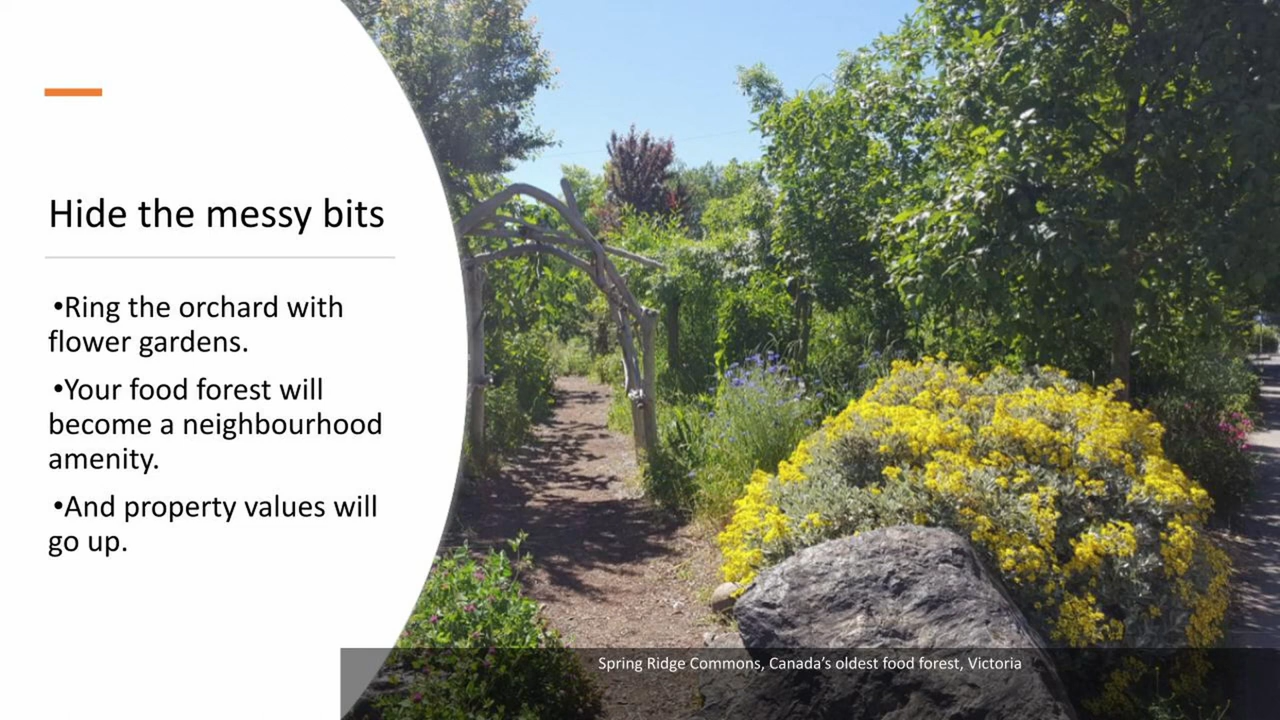 Hide the messy bits
•Ring the orchard with
flower gardens.
•Your food forest will
become a neighbourhood
amenity.
•And property values will
go up.
Spring Ridge Commons, Canada’s oldest food forest, Victoria